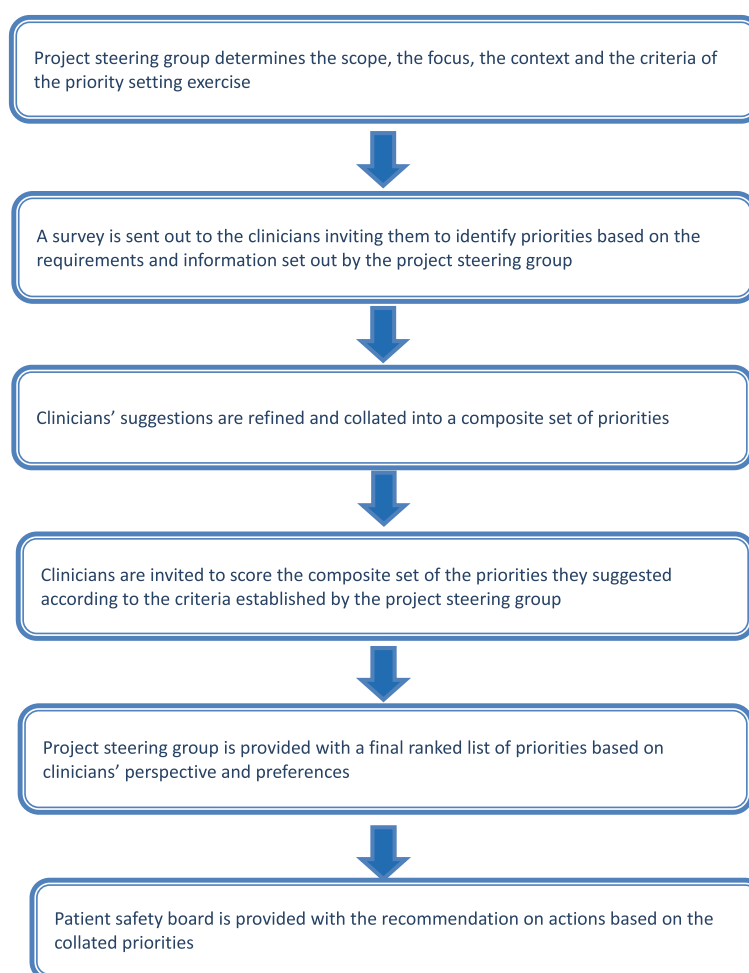 Project steering group determines the scope, the focus, the context and the criteria of
the priority setting exercise
A survey is sent out to the clinicians inviting them to identify priorities based on the
requirements and information set out by the project steering group
Clinicians’ suggestions are refined and collated into a composite set of priorities
Clinicians are invited to score the composite set of the priorities they suggested
according to the criteria established by the project steering group
Project steering group is provided with a final ranked list of priorities based on
clinicians’ perspective and preferences
Patient safety board is provided with the recommendation on actions based on the
collated priorities